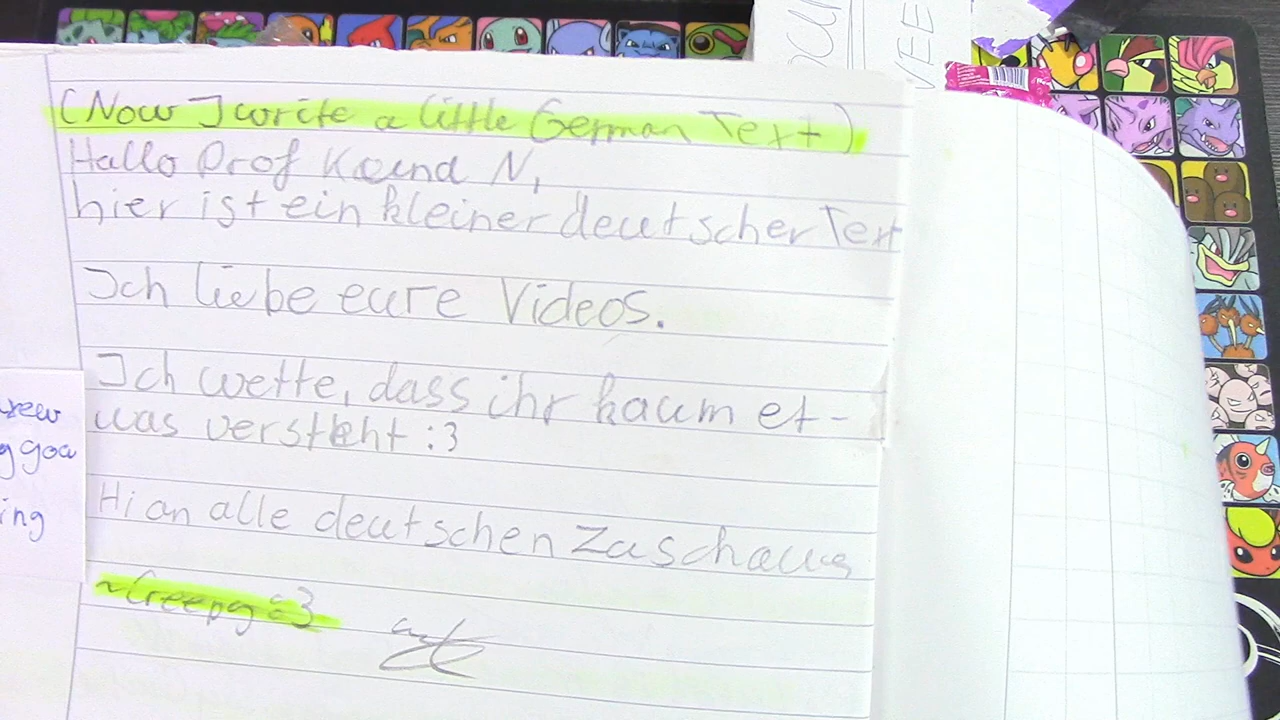 (Now I write a little German Text)
Hallo Prof K und N,
hier ist ein kleiner deutscher Text
Ich liebe eure Videos.
Ich wette, dass ihr kaum et-
was versteht :3
Hi an alle deutschen
~Creepy :3
ing